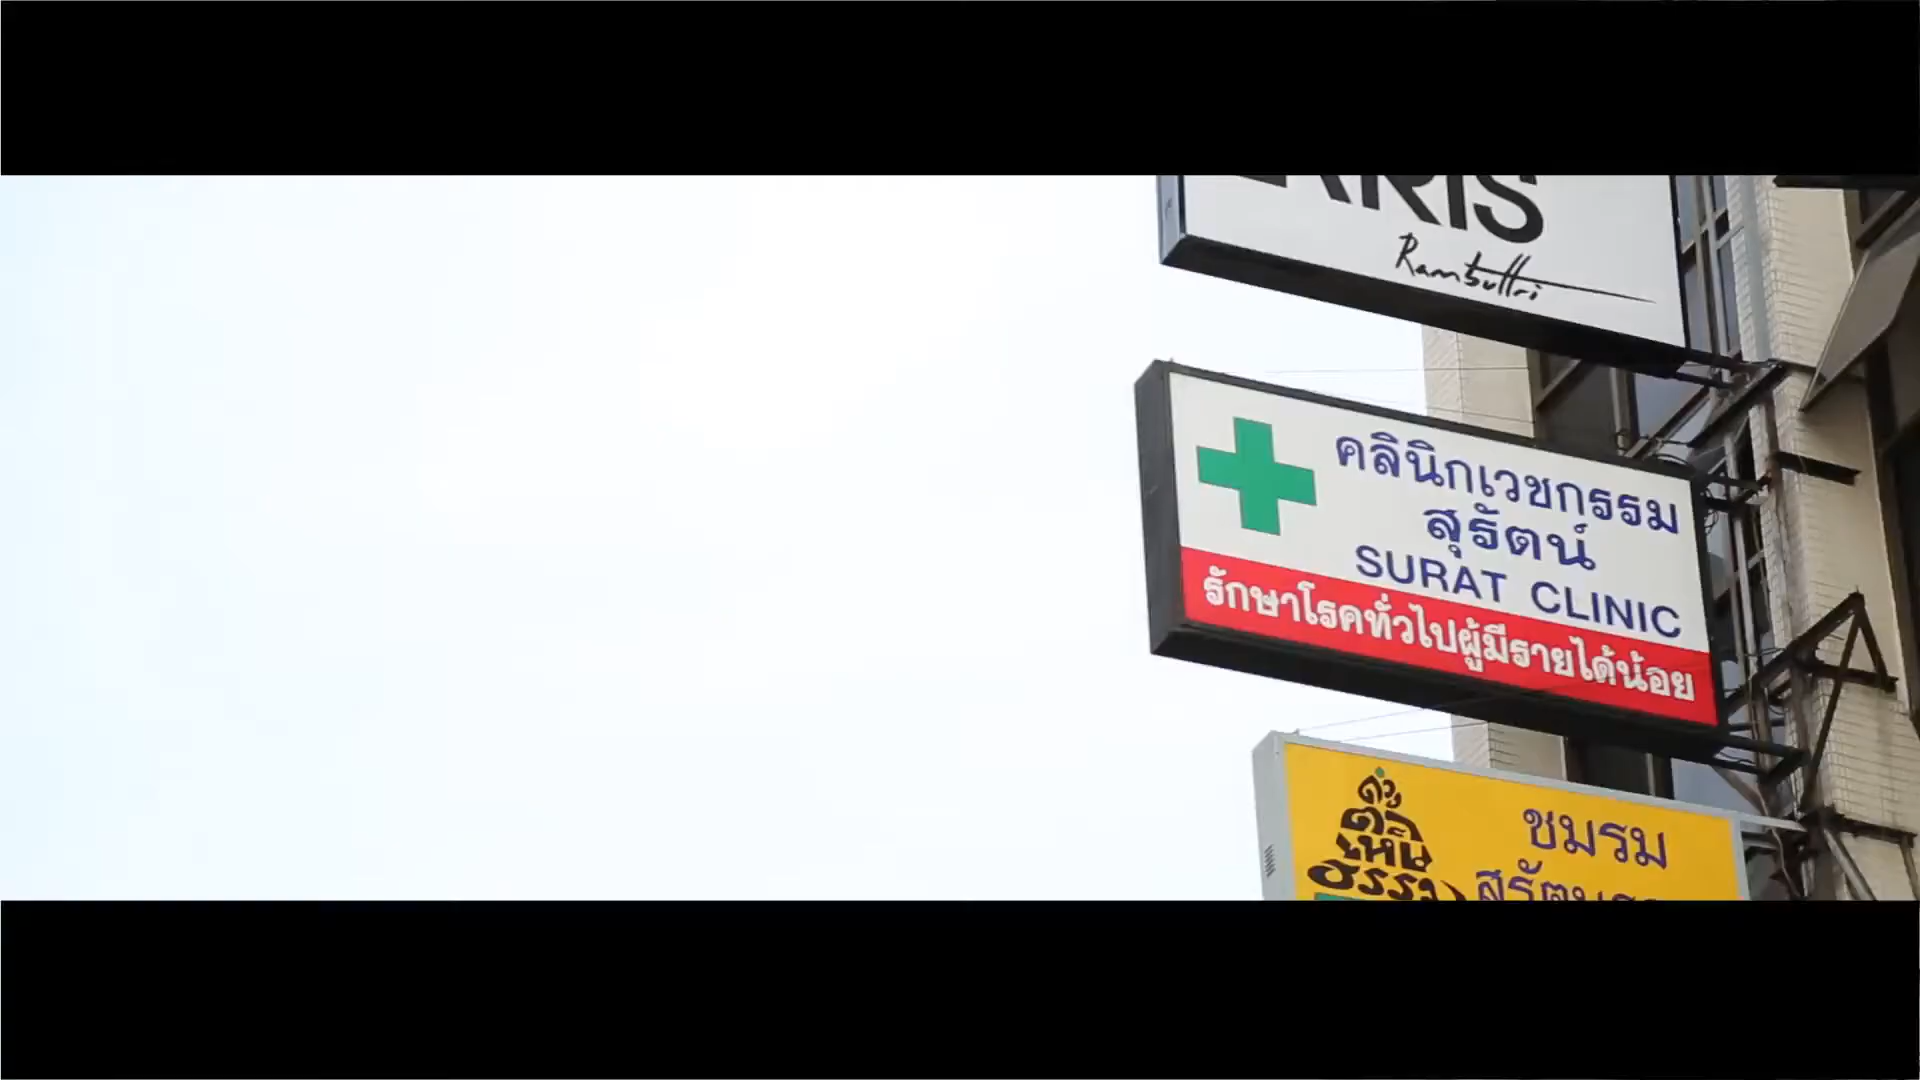 ARIS
Rambuttri
คลินิกเวชกรรม
สุรัตน์
SURAT CLINIC
รักษาโรคทั่วไปผู้มีรายได้น้อย
ชมรม